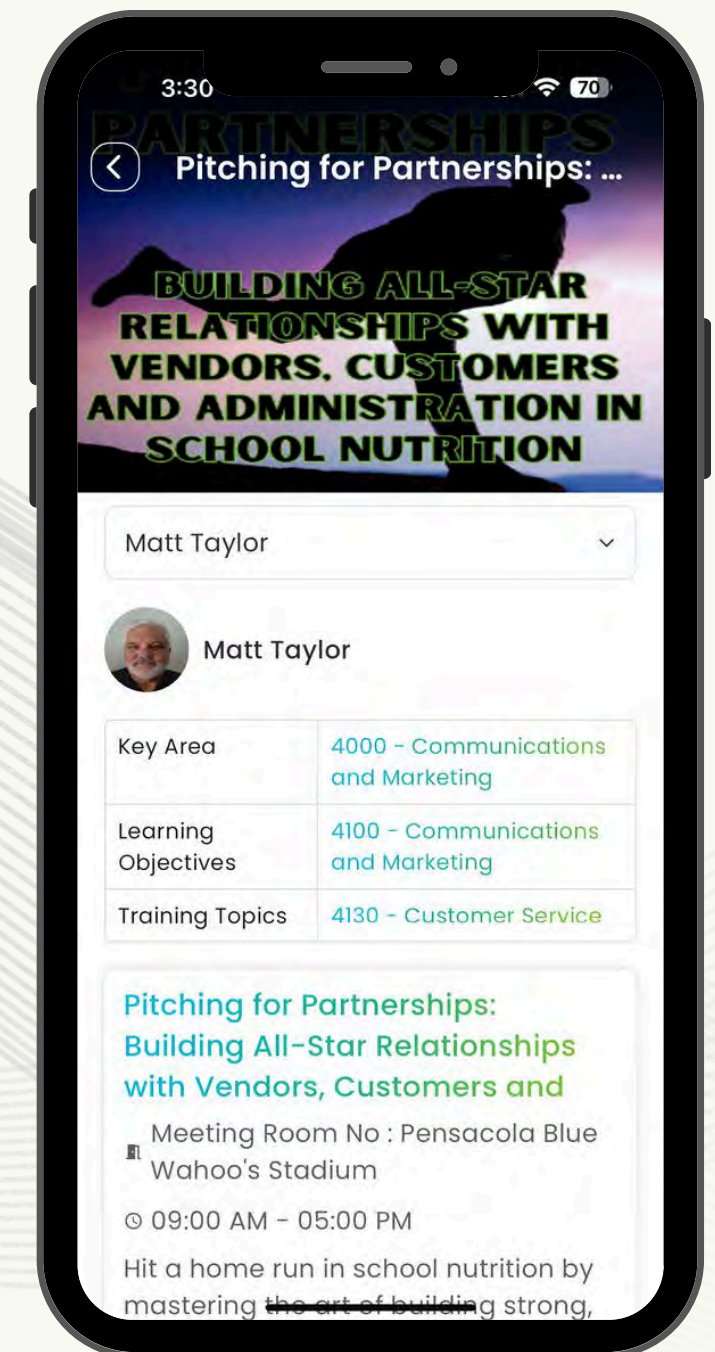 3:30
70
PARTNERSHIPS
Pitching for Partnerships: ...
BUILDING ALL-STAR
RELATIONSHIPS WITH
VENDORS, CUSTOMERS
AND ADMINISTRATION IN
SCHOOL NUTRITION
Matt Taylor
Matt Taylor
Key Area
4000 - Communications
and Marketing
Learning
Objectives
4100 - Communications
and Marketing
Training Topics
4130 - Customer Service
Pitching for Partnerships:
Building All-Star Relationships
with Vendors, Customers and
Meeting Room No : Pensacola Blue
Wahoo's Stadium
09:00 AM - 05:00 PM
Hit a home run in school nutrition by
mastering the art of building strong,